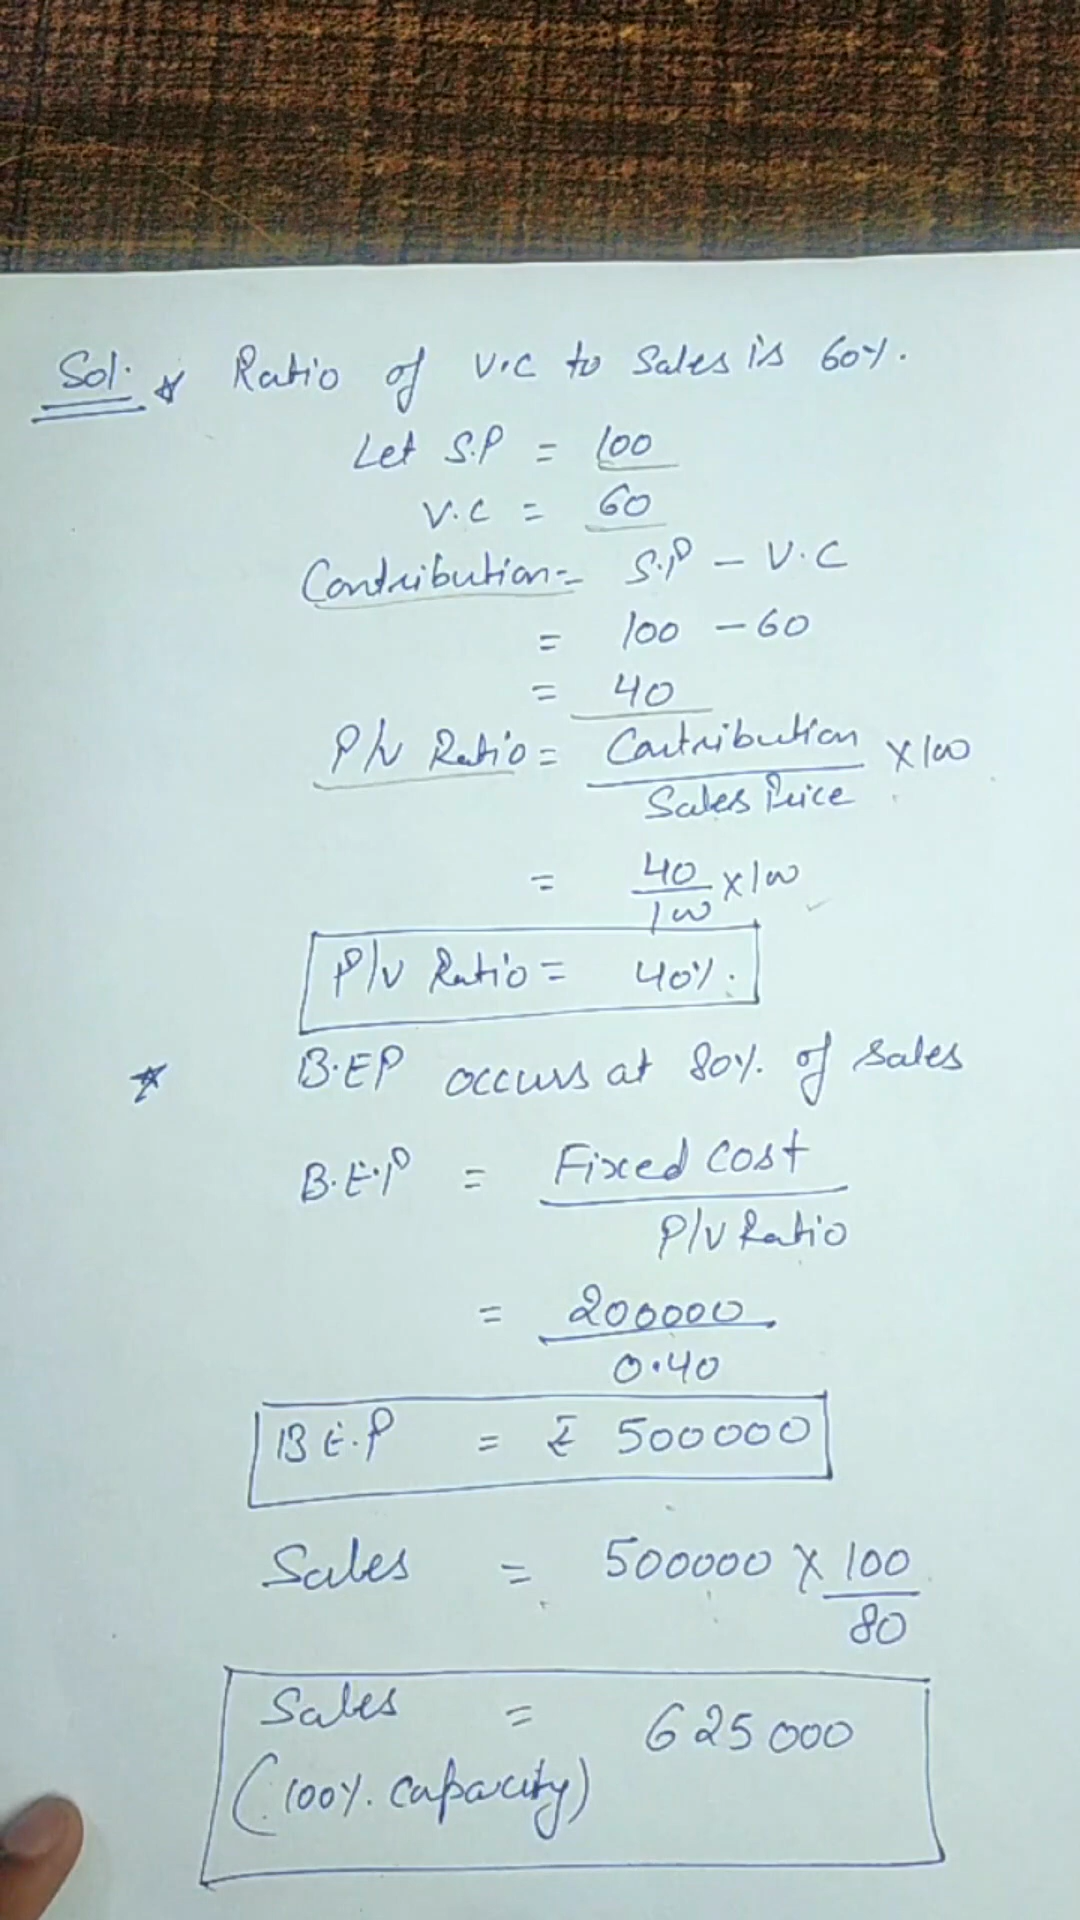 Sol. ☆ Ratio of V.C to Sales is 60%.
Let S.P = 100
V.C = 60
Contribution = S.P - V.C
= 100 - 60
= 40
P/V Ratio = Contribution / Sales Price × 100
= 40/100 × 100
P/V Ratio = 40%.
☆ B.EP occurs at 80% of Sales
B.E.P = Fixed Cost / P/V Ratio
= 200000 / 0.40
B E.P = ₹ 500000
Sales = 500000 × 100/80
Sales = 625000
(100% capacity)